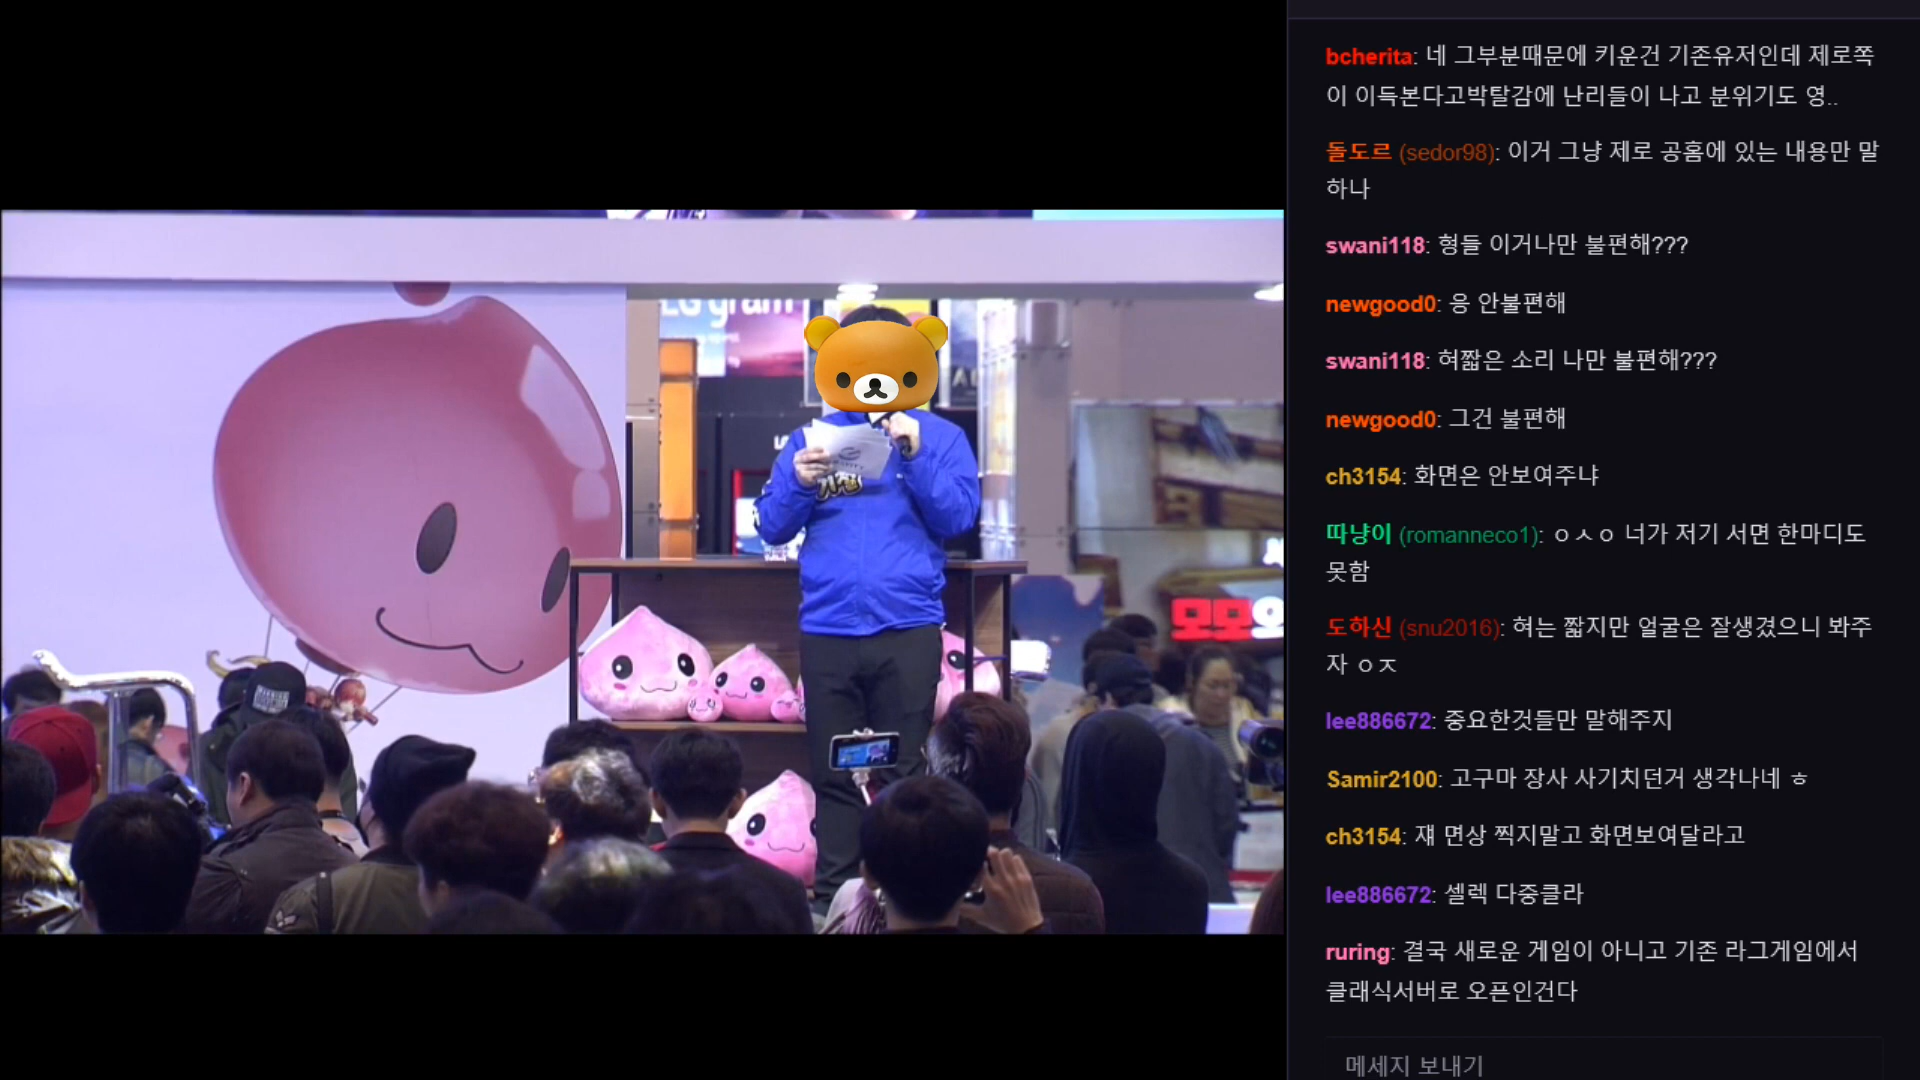 bcherita: 네 그부분때문에 키운건 기존유저인데 제로쪽
이 이득본다고박탈감에 난리들이 나고 분위기도 영..
돌도르 (sedor98): 이거 그냥 제로 공홈에 있는 내용만 말
하나
swani118: 형들 이거나만 불편해???
newgood0: 응 안불편해
swani118: 혀짧은 소리 나만 불편해???
newgood0: 그건 불편해
ch3154: 화면은 안보여주냐
따냥이 (romanneco1): ㅇㅅㅇ 너가 저기 서면 한마디도
못함
도하신 (snu2016): 혀는 짧지만 얼굴은 잘생겼으니 봐주
자 ㅇㅈ
lee886672: 중요한것들만 말해주지
Samir2100: 고구마 장사 사기치던거 생각나네 ㅎ
ch3154: 쟤 면상 찍지말고 화면보여달라고
lee886672: 셀렉 다중클라
ruring: 결국 새로운 게임이 아니고 기존 라그게임에서
클래식서버로 오픈인건다
메세지 보내기
LG gram
모모